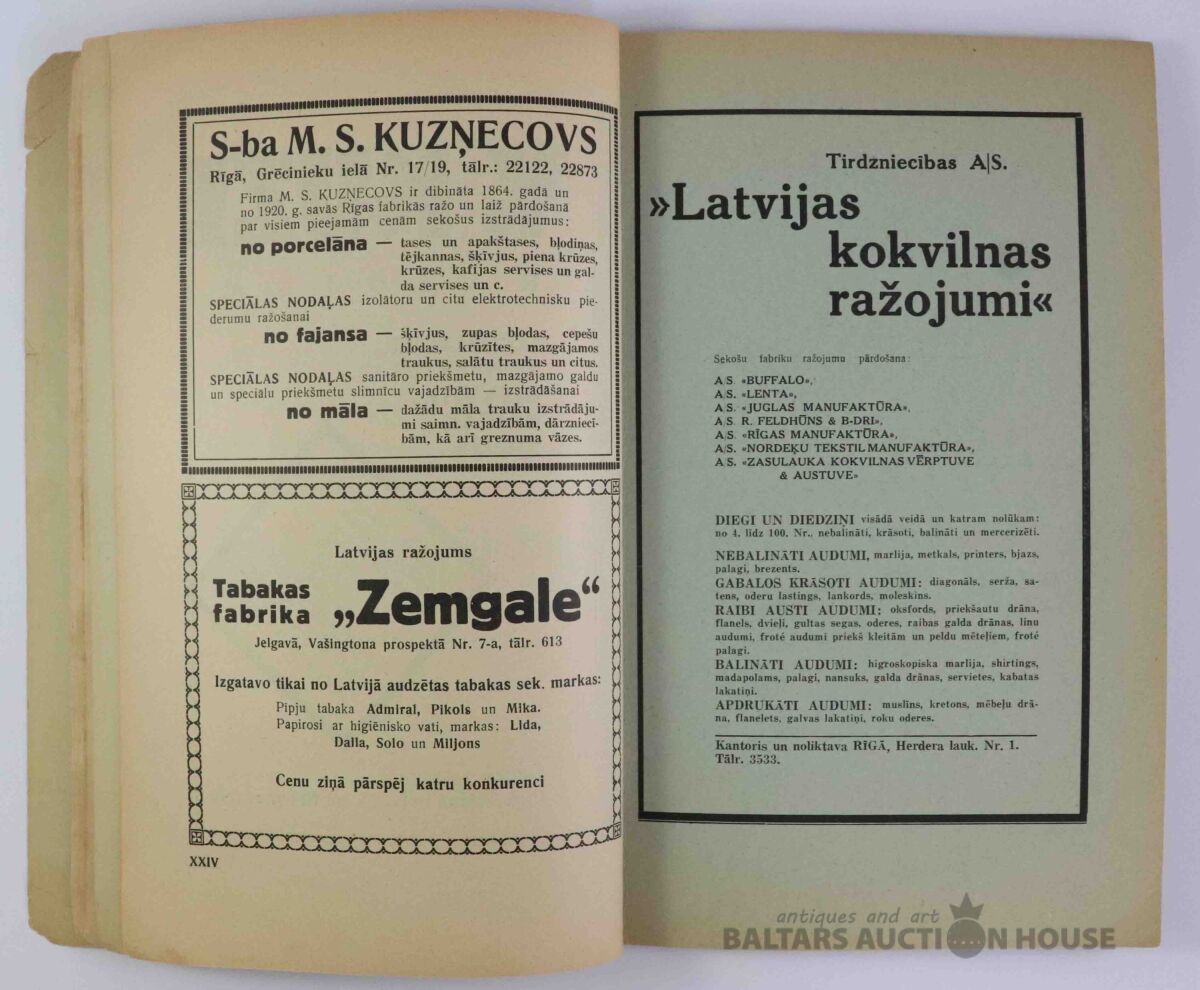 S-ba M. S. KUZŅECOVS
Rīgā, Grēcinieku ielā Nr. 17/19, tālr.: 22122, 22873
Firma M. S. KUZŅECOVS ir dibināta 1864. gadā un
no 1920. g. savās Rīgas fabrikās ražo un laiž pārdošanā
par visiem pieejamām cenām sekošus izstrādājumus:
no porcelāna — tases un apakštases, bļodiņas,
tējkannas, šķīvjus, piena krūzes,
krūzes, kafijas servises un gal-
da servises un c.
SPECIĀLAS NODAĻAS izolātoru un citu elektrotechnisku pie-
derumu ražošanai
no fajansa — šķīvjus, zupas bļodas, cepešu
bļodas, krūzītes, mazgājamos
traukus, salātu traukus un citus.
SPECIĀLAS NODAĻAS sanitāro priekšmetu, mazgājamo galdu
un speciālu priekšmetu slimnīcu vajadzībām — izstrādāšanai
no māla — dažādu māla trauku izstrādāju-
mi saimn. vajadzībām, dārzniecī-
bām, kā arī greznuma vāzes.
Latvijas ražojums
Tabakas
fabrika „Zemgale“
Jelgavā, Vašingtona prospektā Nr. 7-a, tālr. 613
Izgatavo tikai no Latvijā audzētas tabakas sek. markas:
Pipju tabaka Admiral, Pikols un Mika.
Papirosi ar higiēnisko vati, markas: Lida,
Dalla, Solo un Miljons
Cenu ziņā pārspēj katru konkurenci
XXIV
Tirdzniecības A|S.
»Latvijas
kokvilnas
ražojumi«
Sekošu fabriku ražojumu pārdošana:
A/S. «BUFFALO»,
A/S. «LENTA»,
A/S. «JUGLAS MANUFAKTŪRA»,
A/S. R. FELDHŪNS & B-DRI»,
A/S. «RĪGAS MANUFAKTŪRA»,
A/S. «NORDEĶU TEKSTILMANUFAKTŪRA»,
A/S. «ZASULAUKA KOKVILNAS VĒRPTUVE
& AUSTUVE»
DIEGI UN DIEDZIŅI visādā veidā un katram nolūkam:
no 4. līdz 100. Nr., nebalināti, krāsoti, balināti un mercerizēti.
NEBALINĀTI AUDUMI, marlija, metkals, printers, bjazs,
palagi, brezents.
GABALOS KRĀSOTI AUDUMI: diagonāls, serža, sa-
tens, oderu lastings, lankords, moleskins.
RAIBI AUSTI AUDUMI: oksfords, priekšautu drāna,
flanels, dvieļi, gultas segas, oderes, raibas galda drānas, linu
audumi, froté audumi priekš kleitām un peldu mēteļiem, froté
palagi.
BALINĀTI AUDUMI: higroskopiska marlija, shirtings,
madapolams, palagi, nansuks, galda drānas, servietes, kabatas
lakatiņi.
APDRUKĀTI AUDUMI: muslīns, kretons, mēbeļu drā-
na, flanelets, galvas lakatiņi, roku oderes.
Kantoris un noliktava RĪGĀ, Herdera lauk. Nr. 1.
Tālr. 3533.
antiques and art
BALTARS AUCTION HOUSE